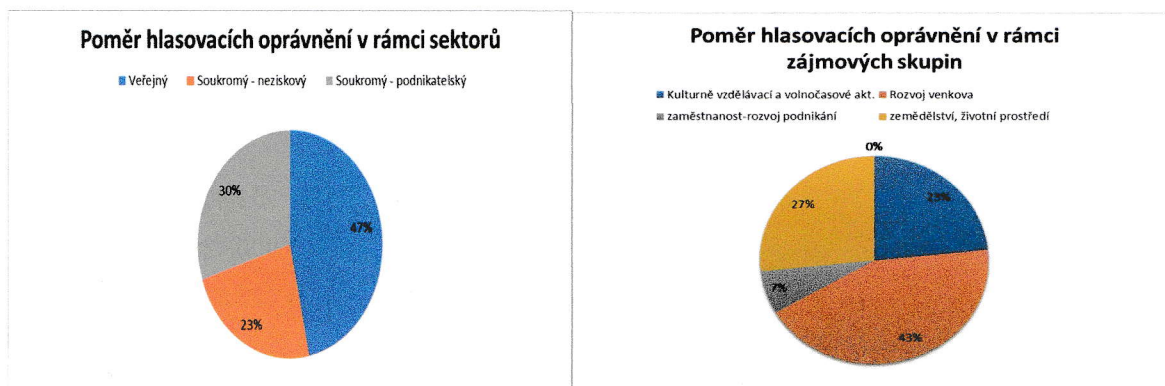 Poměr hlasovacích oprávnění v rámci sektorů
Veřejný Soukromý - neziskový Soukromý - podnikatelský
30%
47%
23%
Poměr hlasovacích oprávnění v rámci
zájmových skupin
Kulturně vzdělávací a volnočasové akt. Rozvoj venkova
zaměstnanost-rozvoj podnikání zemědělství, životní prostředí
0%
27%
23%
7%
43%